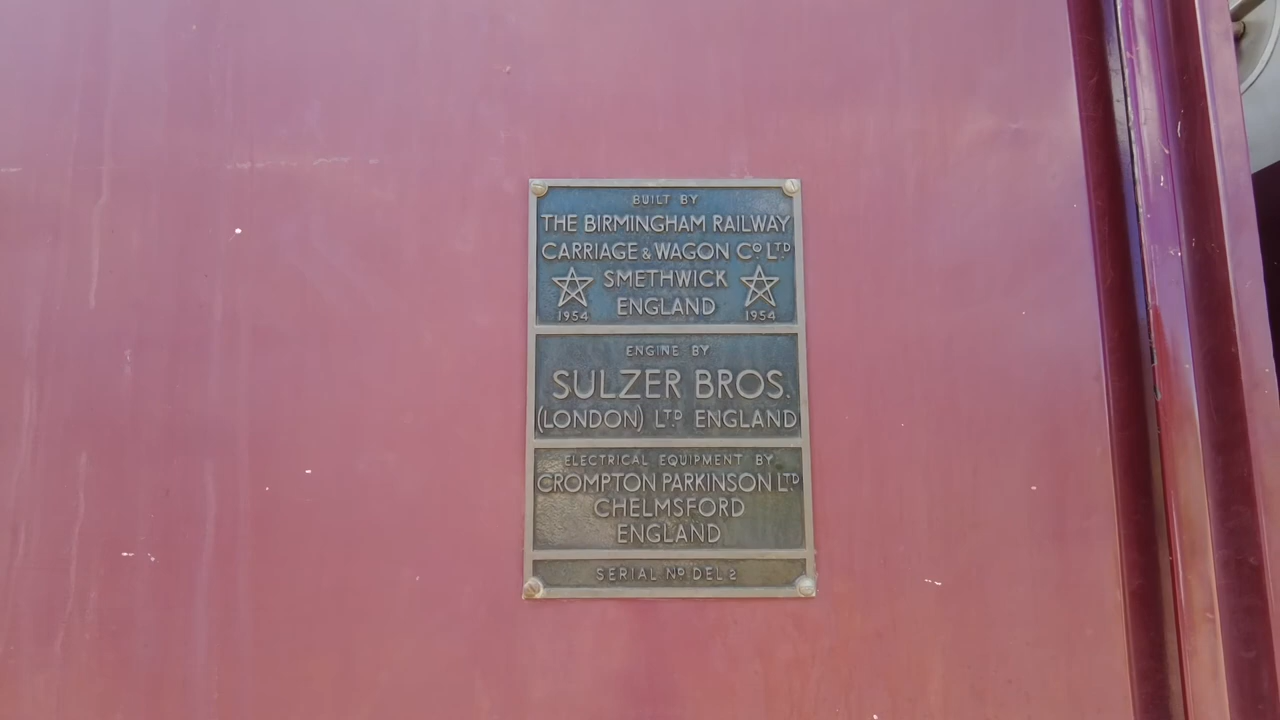 BUILT BY
THE BIRMINGHAM RAILWAY
CARRIAGE & WAGON CO LTD
SMETHWICK
ENGLAND
1954 1954
ENGINE BY
SULZER BROS.
(LONDON) LTD ENGLAND
ELECTRICAL EQUIPMENT BY
CROMPTON PARKINSON LTD
CHELMSFORD
ENGLAND
SERIAL NO DEL 2